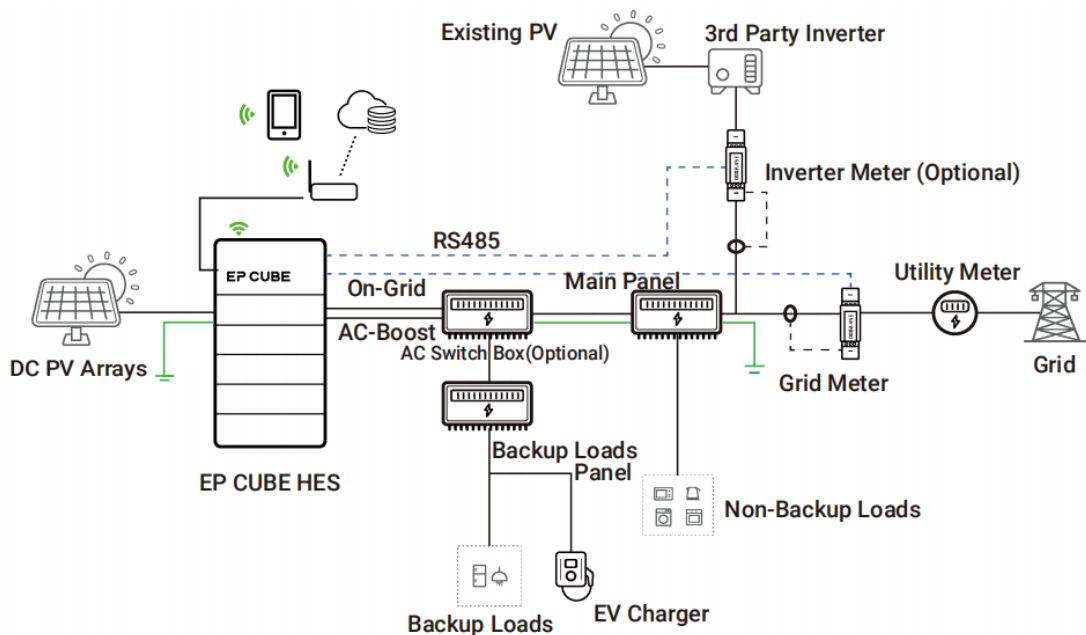 Existing PV
3rd Party Inverter
Inverter Meter (Optional)
RS485
EP CUBE
On-Grid
Main Panel
Utility Meter
AC-Boost
AC Switch Box(Optional)
DC PV Arrays
Grid Meter
Grid
Backup Loads
Panel
EP CUBE HES
Non-Backup Loads
EV Charger
Backup Loads